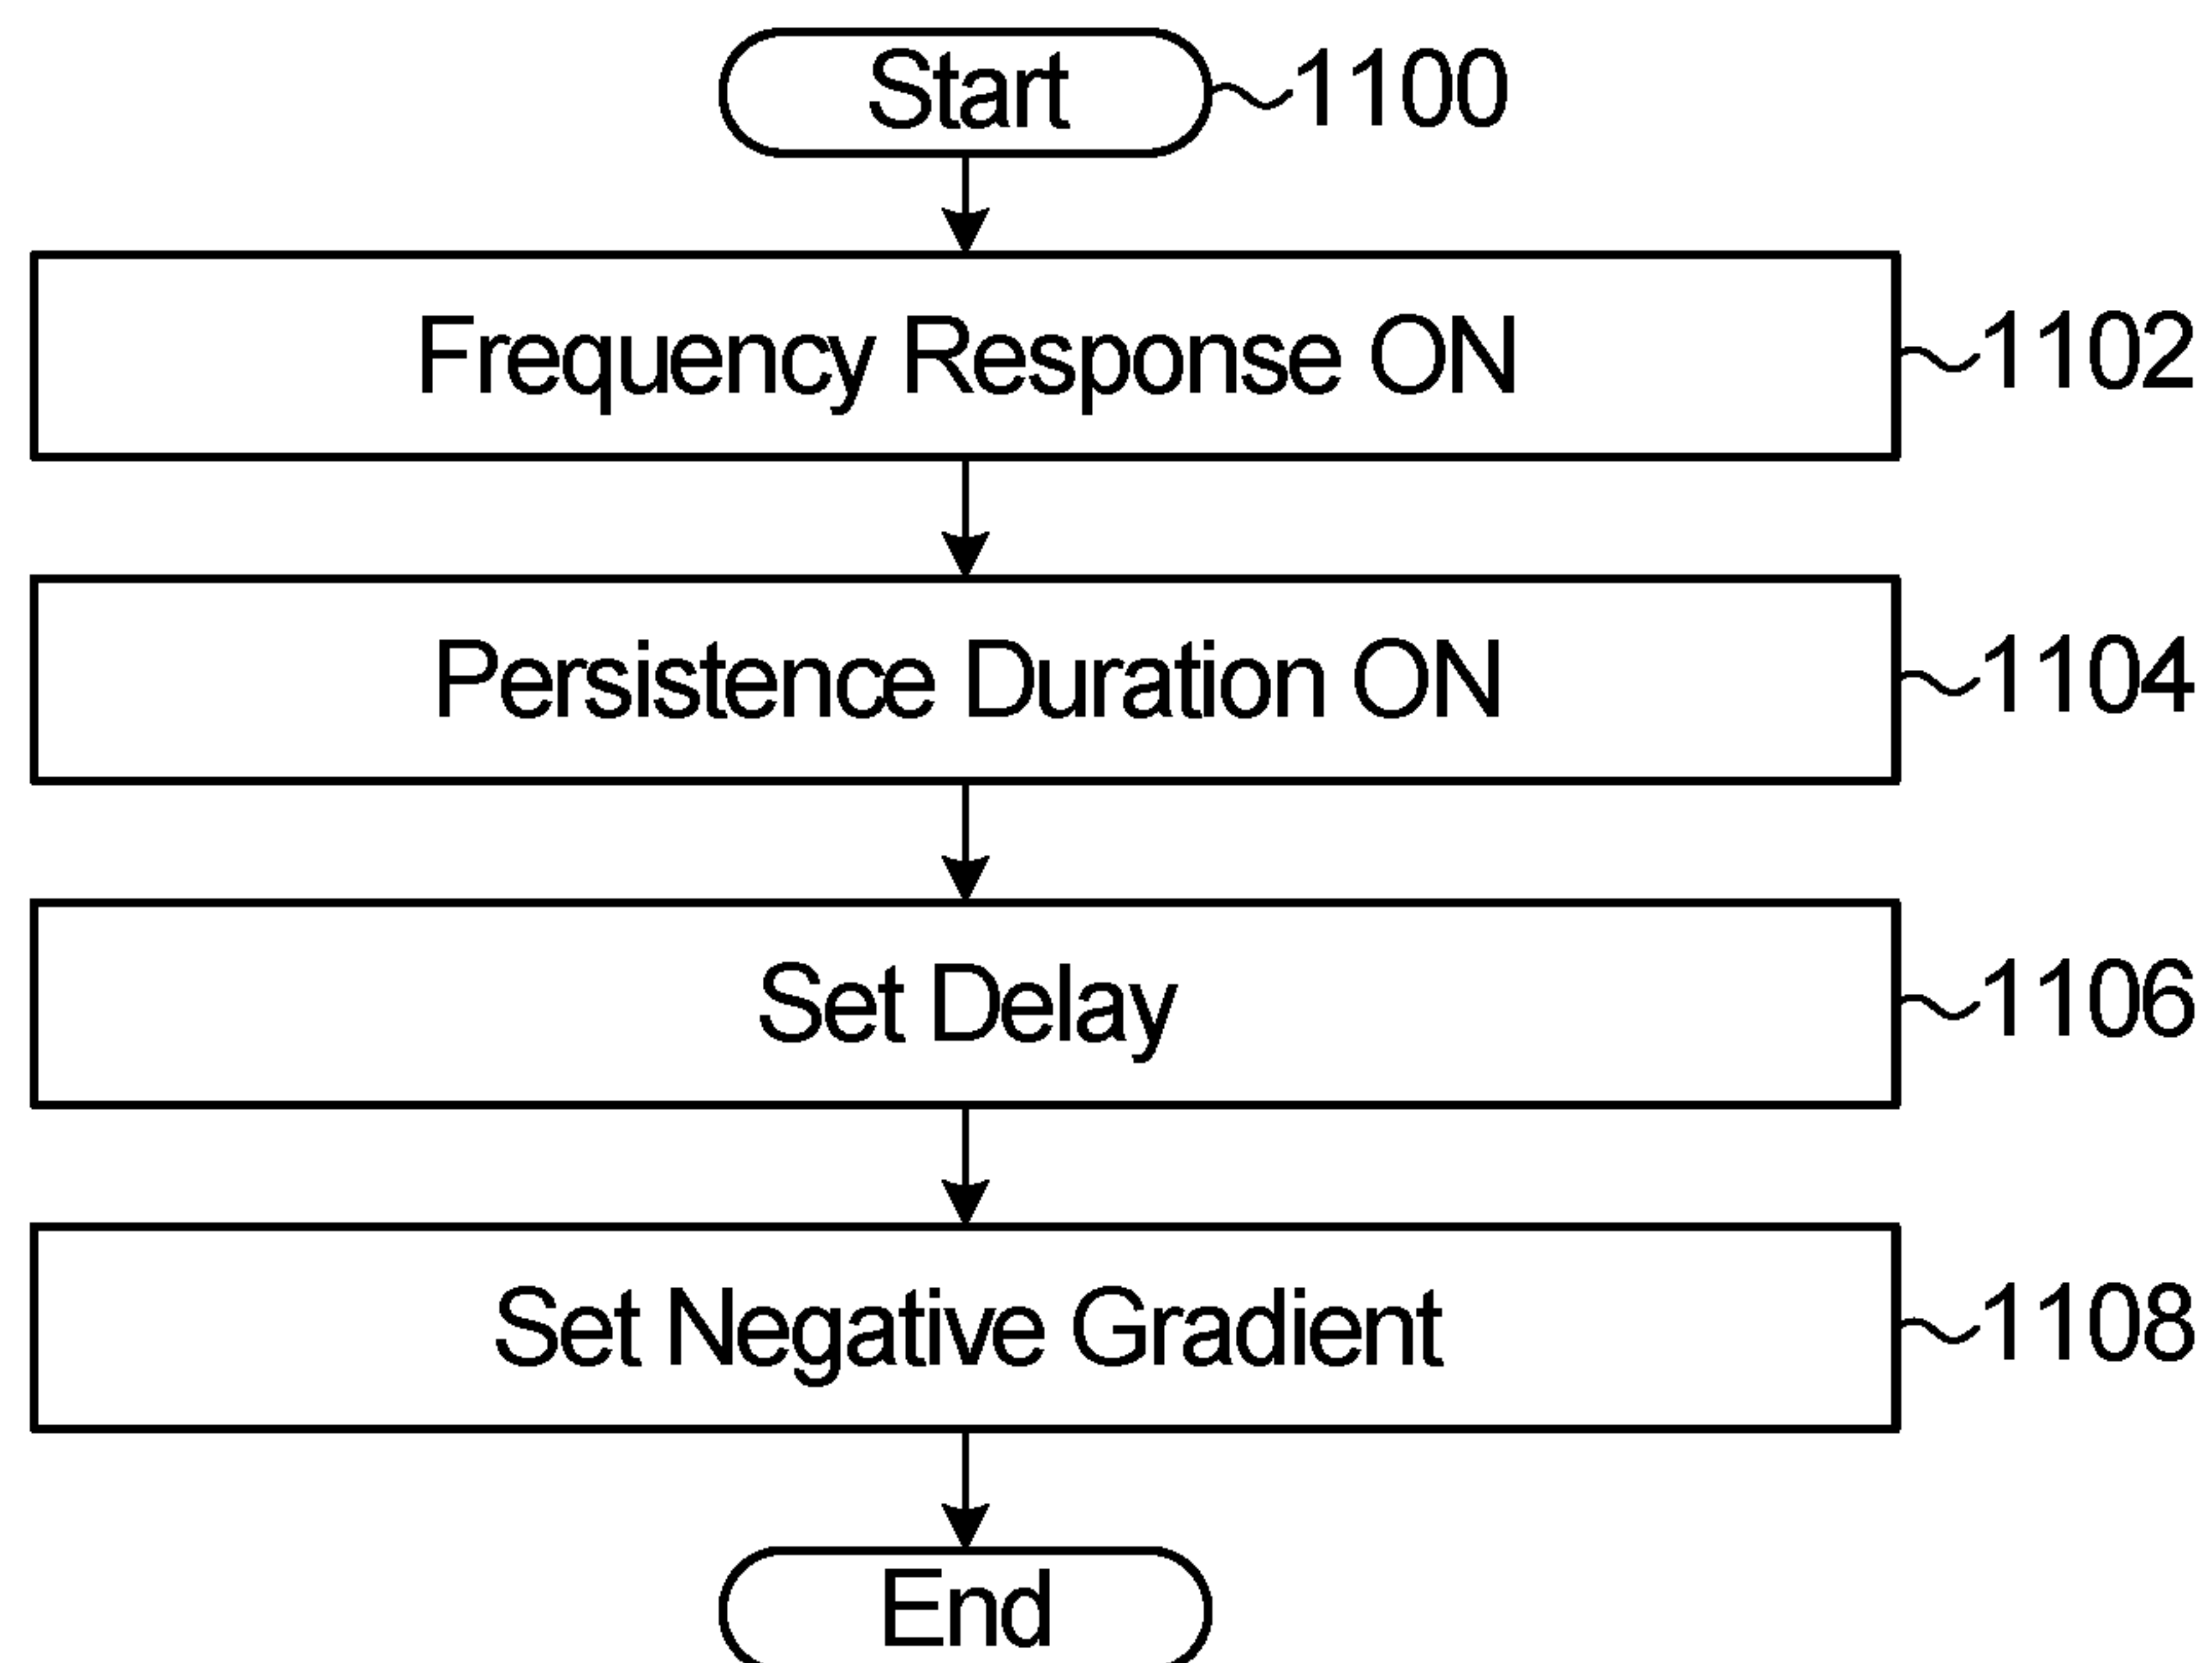 Start 1100
Frequency Response ON 1102
Persistence Duration ON 1104
Set Delay 1106
Set Negative Gradient 1108
End